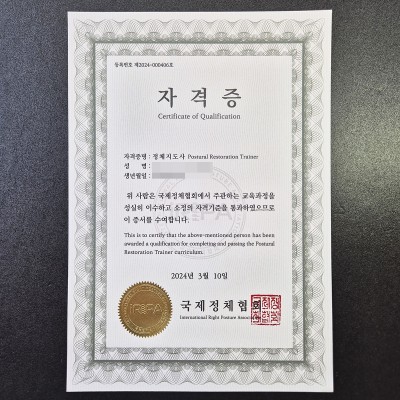 등록번호 제2024-000406호
자격증
Certificate of Qualification
자격증명 : 정체지도사 Postural Restoration Trainer
성 명 :
생년월일 :
위 사람은 국제정체협회에서 주관하는 교육과정을
성실히 이수하고 소정의 자격기준을 통과하였으므로
이 증서를 수여합니다.
This is to certify that the above-mentioned person has been
awarded a qualification for completing and passing the Postural
Restoration Trainer curriculum.
2024년 3월 10일
국제정체협회
International Right Posture Association